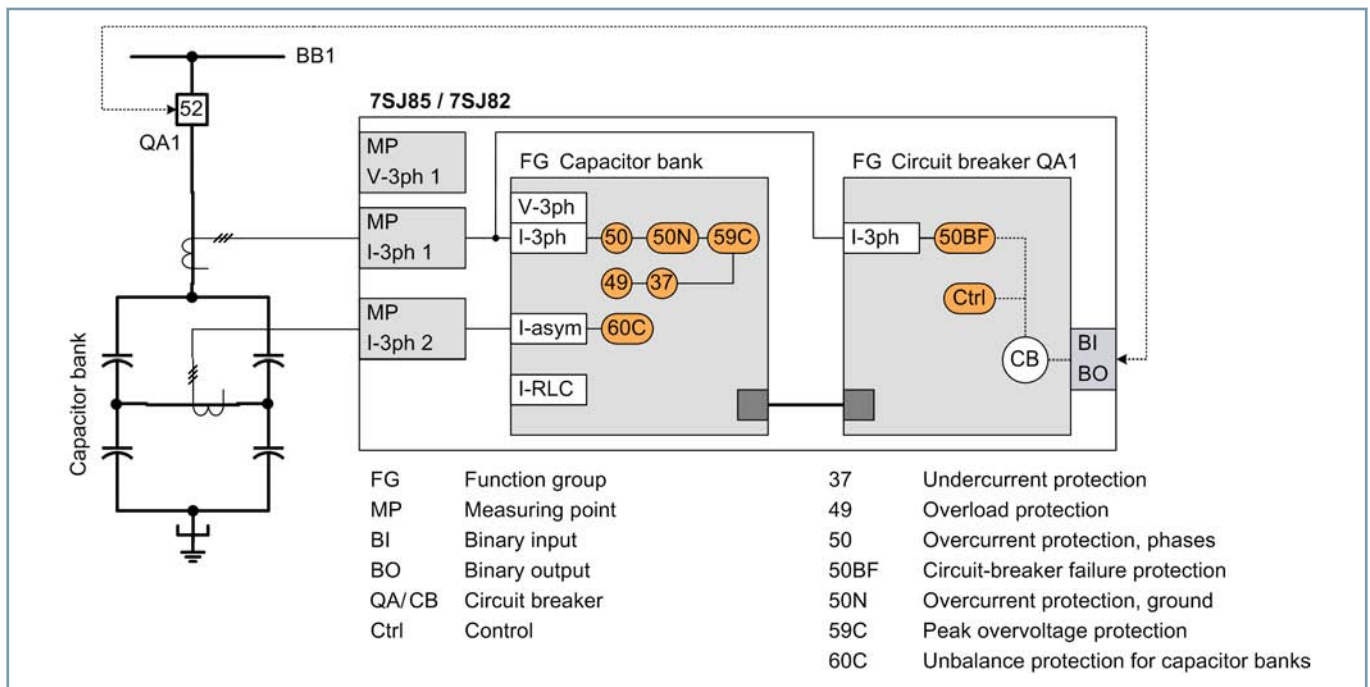 BB1
52
QA1
7SJ85 / 7SJ82
MP
V-3ph 1
MP
I-3ph 1
MP
I-3ph 2
FG Capacitor bank
V-3ph
I-3ph
50
50N
59C
49
37
I-asym
60C
I-RLC
FG Circuit breaker QA1
I-3ph
50BF
Ctrl
CB
BI
BO
Capacitor bank
FG Function group
MP Measuring point
BI Binary input
BO Binary output
QA/CB Circuit breaker
Ctrl Control
37 Undercurrent protection
49 Overload protection
50 Overcurrent protection, phases
50BF Circuit-breaker failure protection
50N Overcurrent protection, ground
59C Peak overvoltage protection
60C Unbalance protection for capacitor banks